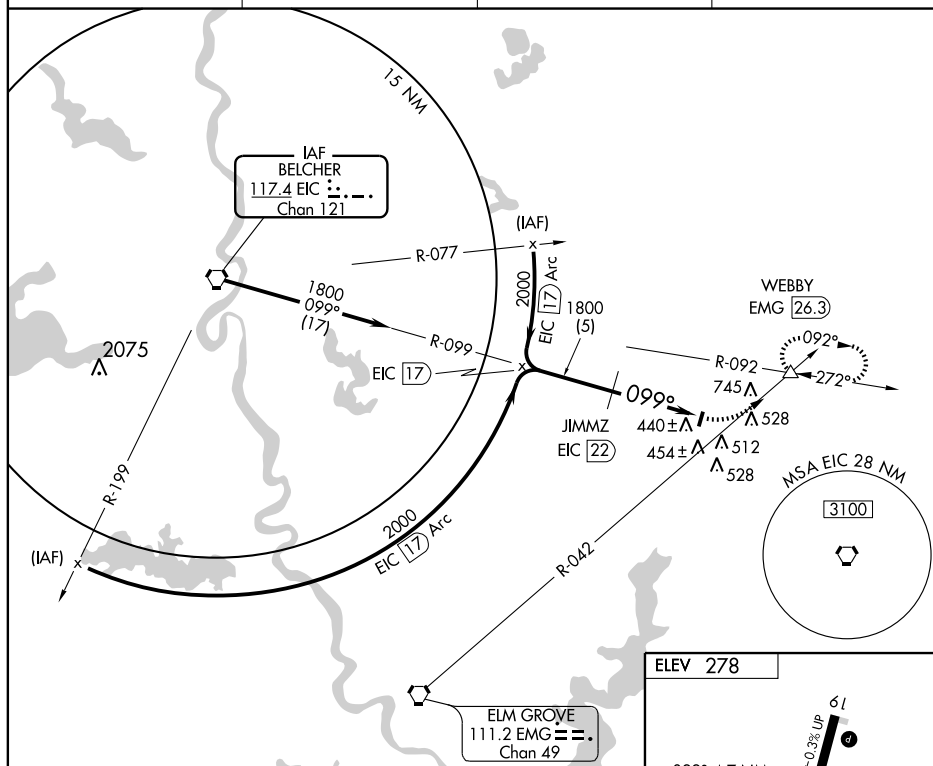 15 NM
IAF
BELCHER
117.4 EIC
Chan 121
(IAF)
R-077
2000
EIC 17 Arc
1800
099°
(17)
1800
(5)
R-099
EIC 17
WEBBY
EMG 26.3
092°
R-092
272°
2075
745
099°
JIMMZ
EIC 22
440±
528
454±
512
528
R-199
MSA EIC 28 NM
3100
2000
EIC 17 Arc
(IAF)
R-042
ELM GROVE
111.2 EMG
Chan 49
ELEV 278
19
0.3% UP
P